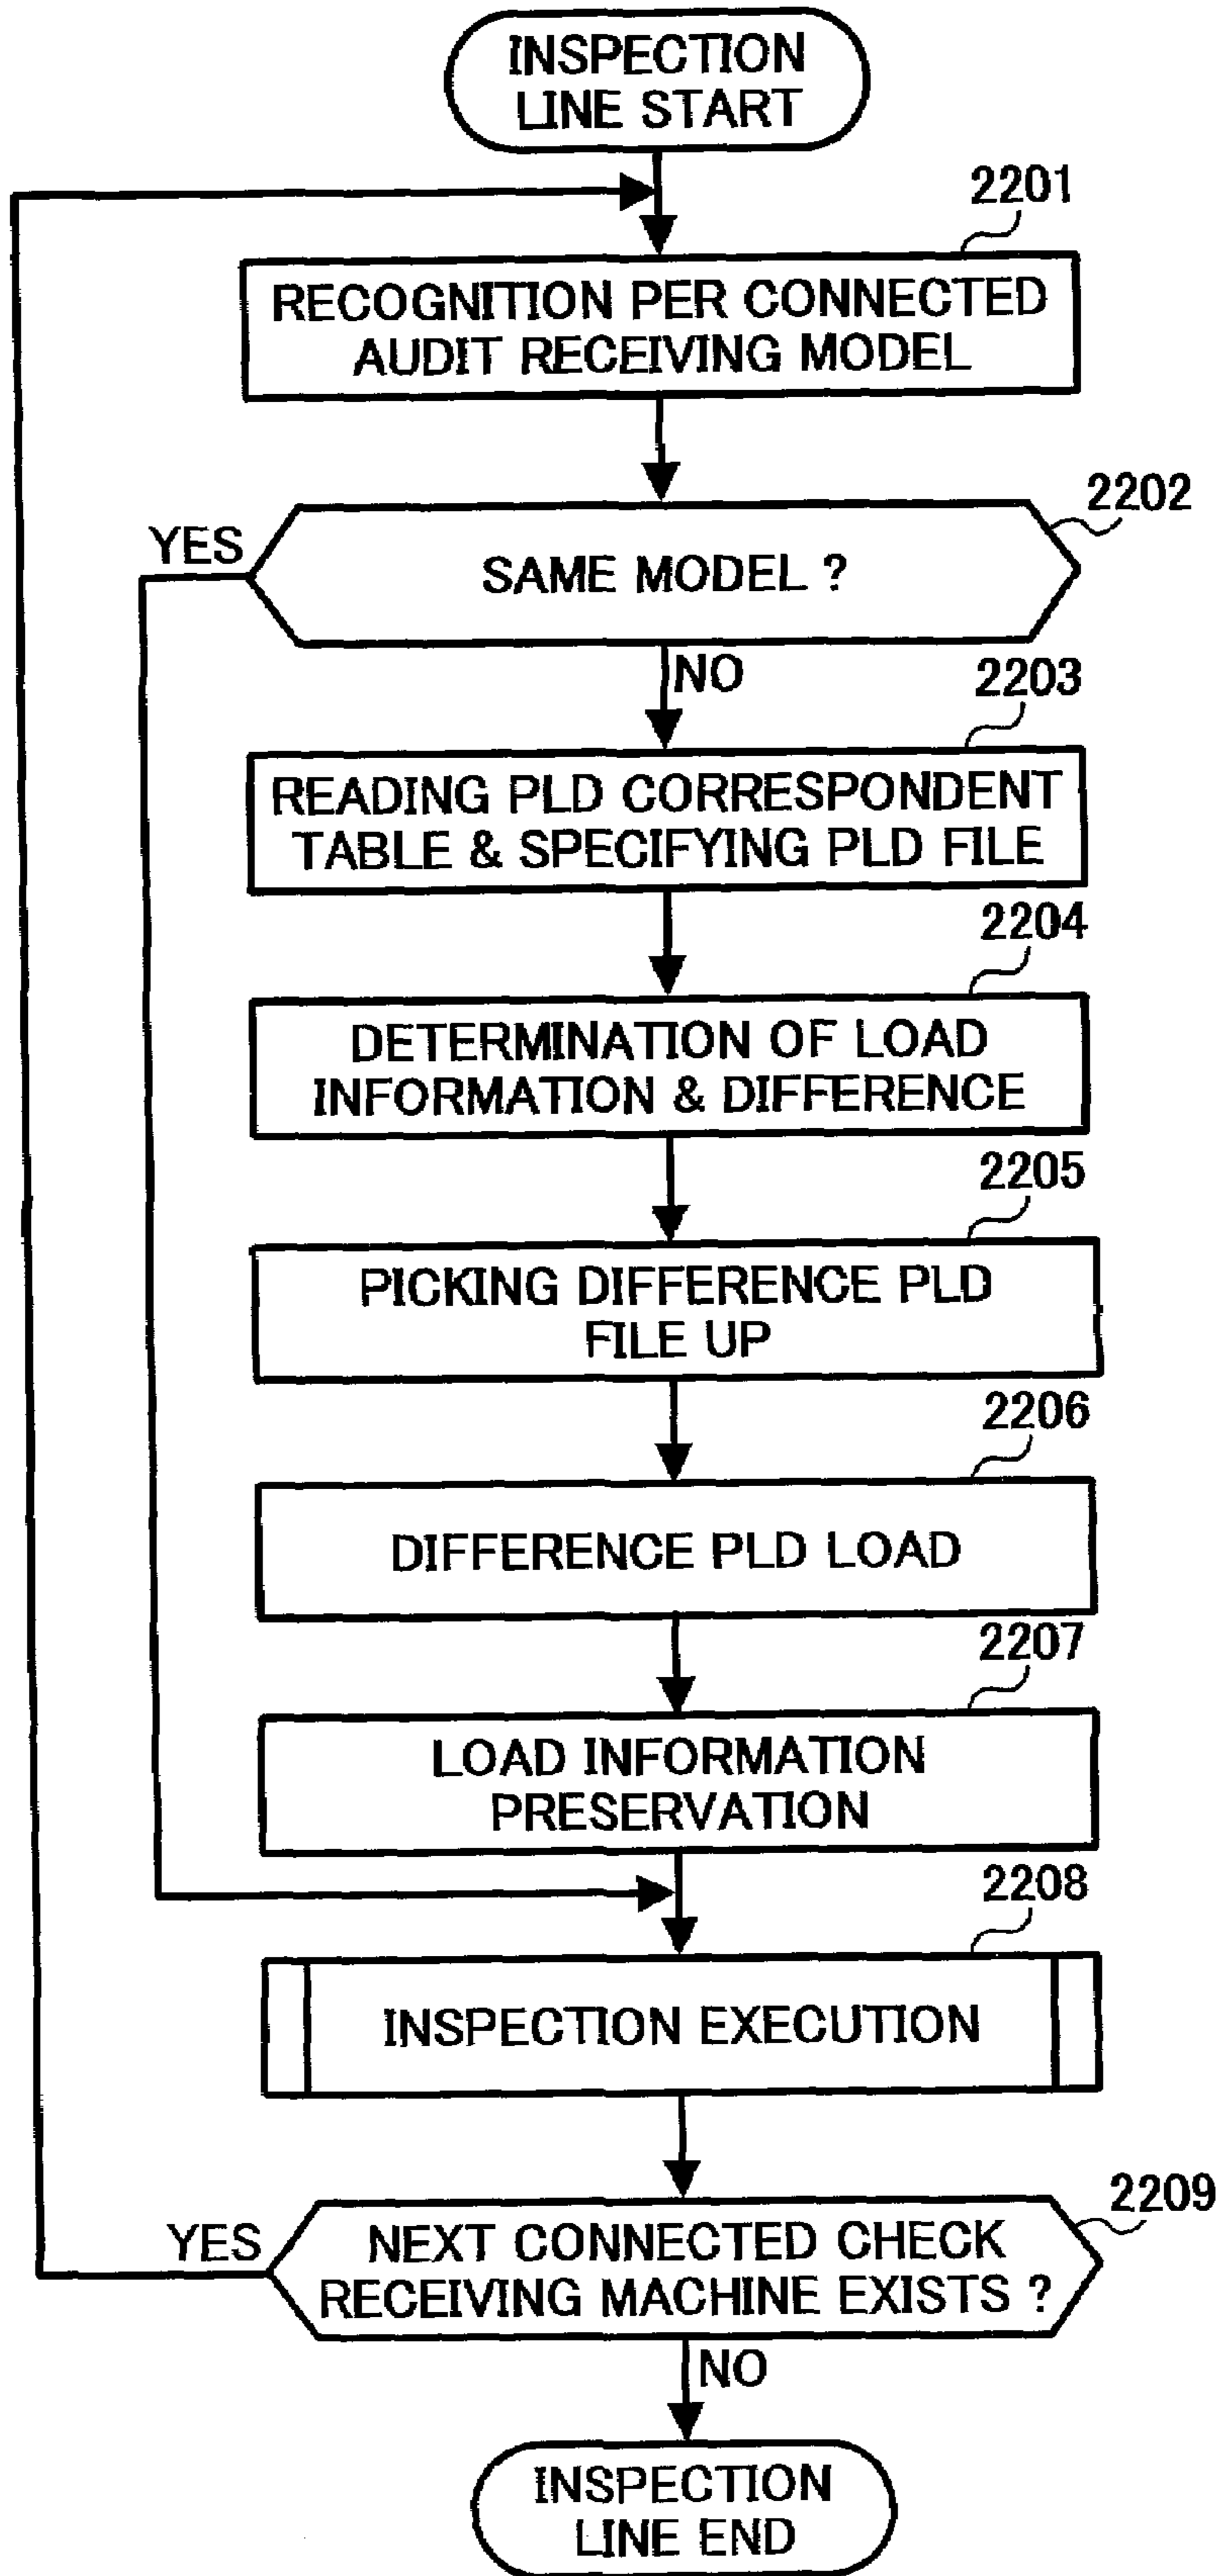 INSPECTION
LINE START
2201
RECOGNITION PER CONNECTED
AUDIT RECEIVING MODEL
2202
YES
SAME MODEL ?
NO
2203
READING PLD CORRESPONDENT
TABLE & SPECIFYING PLD FILE
2204
DETERMINATION OF LOAD
INFORMATION & DIFFERENCE
2205
PICKING DIFFERENCE PLD
FILE UP
2206
DIFFERENCE PLD LOAD
2207
LOAD INFORMATION
PRESERVATION
2208
INSPECTION EXECUTION
2209
YES
NEXT CONNECTED CHECK
RECEIVING MACHINE EXISTS ?
NO
INSPECTION
LINE END